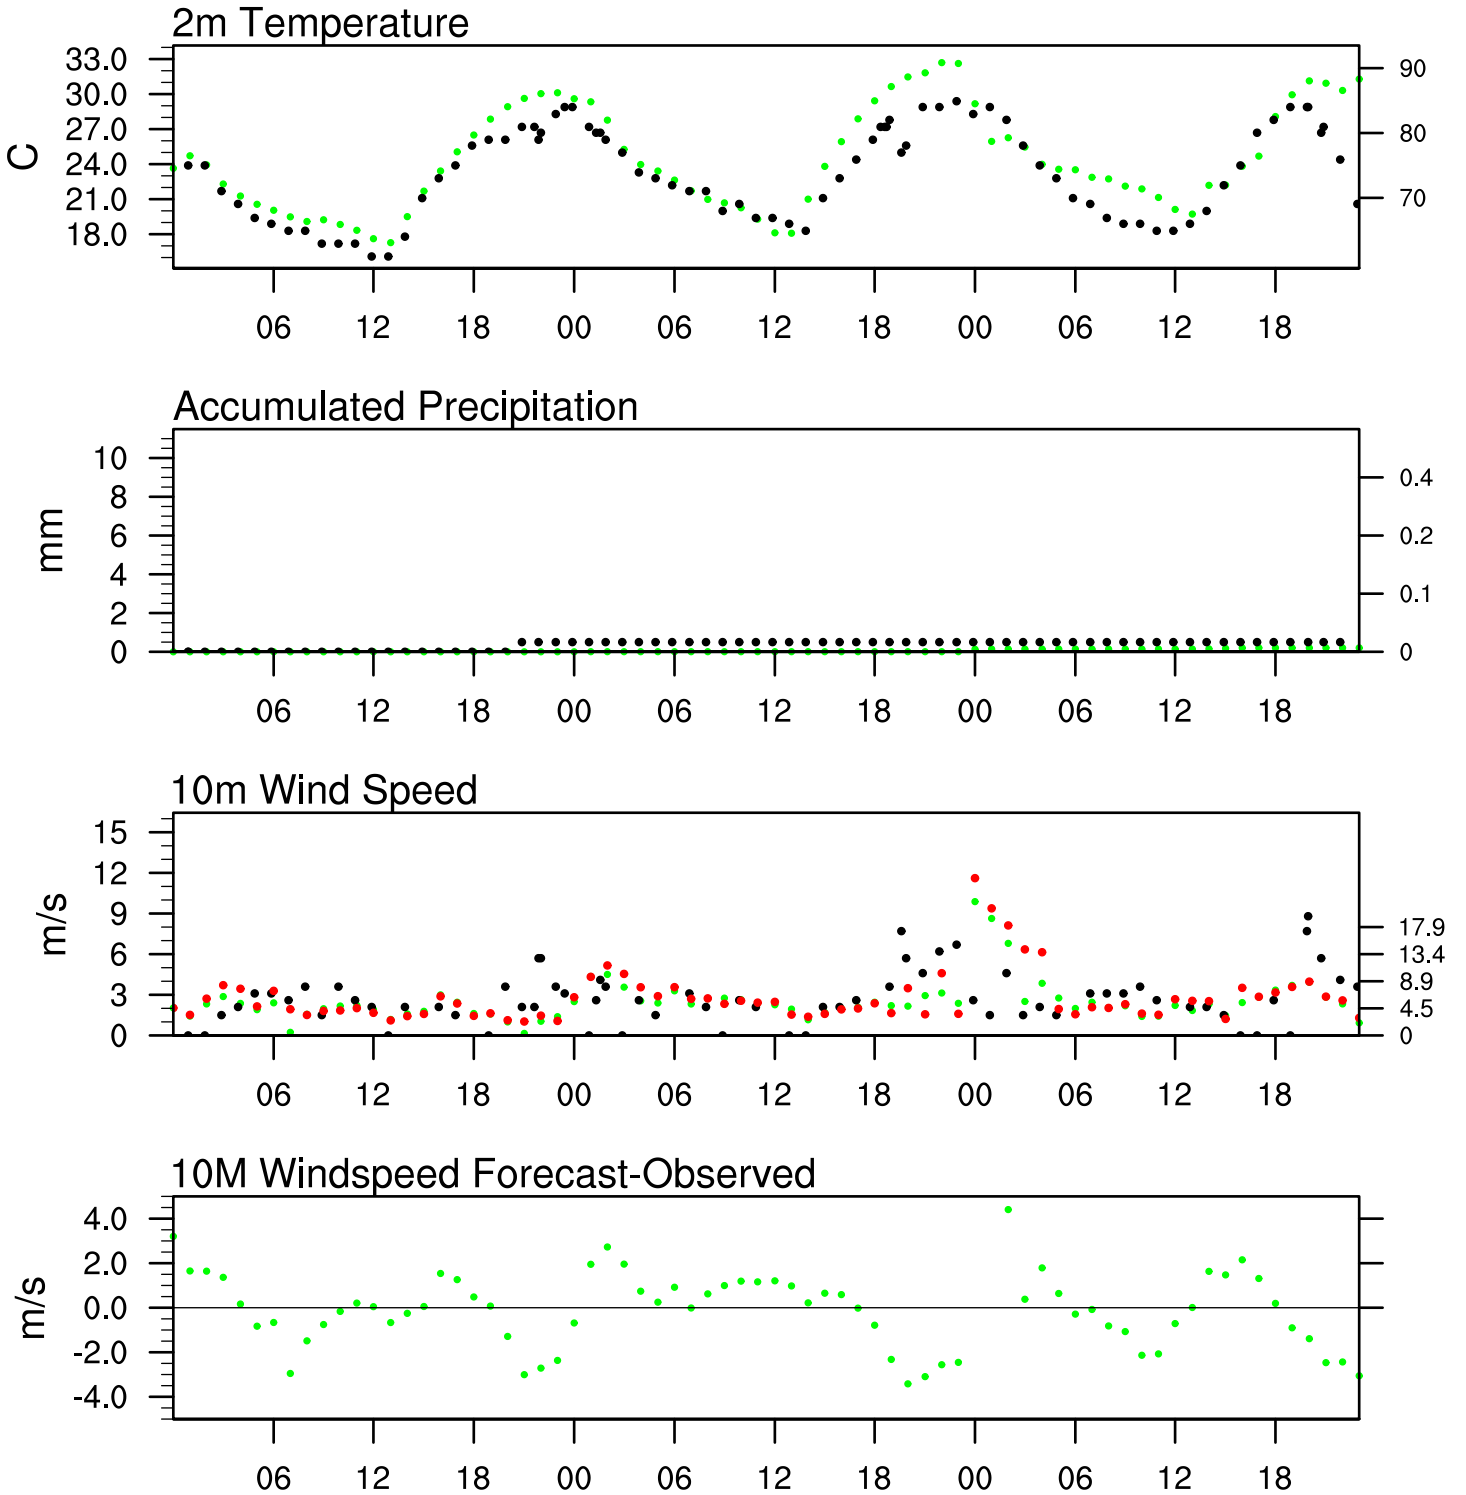 2m Temperature
33.0
30.0
27.0
24.0
21.0
18.0
C
90
80
70
06 12 18 00 06 12 18 00 06 12 18
Accumulated Precipitation
10
8
6
4
2
0
mm
0.4
0.2
0.1
0
06 12 18 00 06 12 18 00 06 12 18
10m Wind Speed
15
12
9
6
3
0
m/s
17.9
13.4
8.9
4.5
0
06 12 18 00 06 12 18 00 06 12 18
10M Windspeed Forecast-Observed
4.0
2.0
0.0
-2.0
-4.0
m/s
06 12 18 00 06 12 18 00 06 12 18